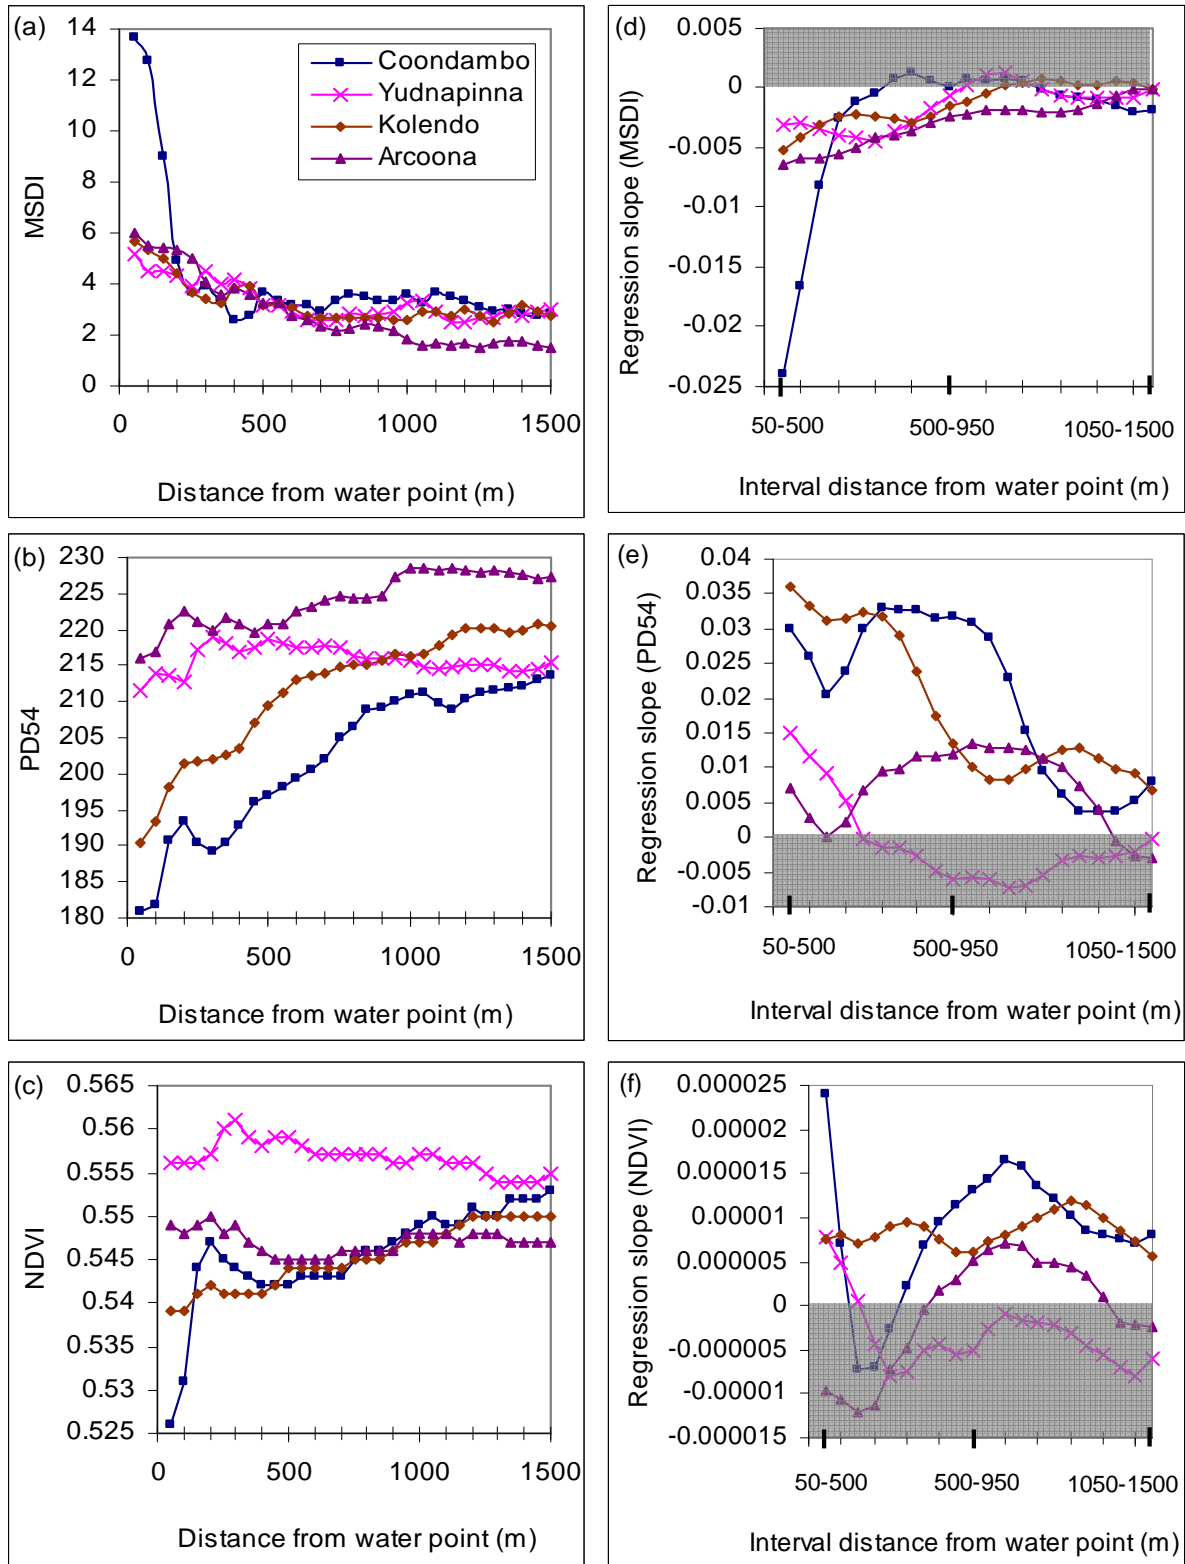 (a)
14
12
10
8
6
4
2
0
MSDI
Coondambo
Yudnapinna
Kolendo
Arcoona
0 500 1000 1500
Distance from water point (m)
(d)
0.005
0
-0.005
-0.01
-0.015
-0.02
-0.025
Regression slope (MSDI)
50-500 500-950 1050-1500
Interval distance from water point (m)
(b)
230
225
220
215
210
205
200
195
190
185
180
PD54
0 500 1000 1500
Distance from water point (m)
(e)
0.04
0.035
0.03
0.025
0.02
0.015
0.01
0.005
0
-0.005
-0.01
Regression slope (PD54)
50-500 500-950 1050-1500
Interval distance from water point (m)
(c)
0.565
0.56
0.555
0.55
0.545
0.54
0.535
0.53
0.525
NDVI
0 500 1000 1500
Distance from water point (m)
(f)
0.000025
0.00002
0.000015
0.00001
0.000005
0
-0.000005
-0.00001
-0.000015
Regression slope (NDVI)
50-500 500-950 1050-1500
Interval distance from water point (m)